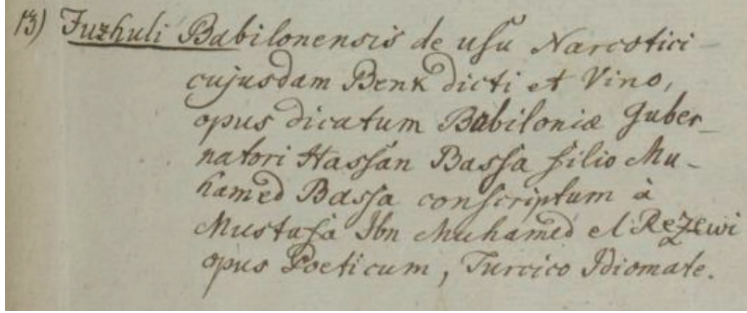 13) Fuzhuli Babilonensis de usu Narcotici
cujusdam Benk dicti et Vino,
opus dicatum Babiloniæ Guber-
natori Hassan Bassa filio Mu-
hamed Bassa conscriptum à
Mustafa Ibn Muhamed el Rezewi
opus Poeticum, Turcico Idiomate.